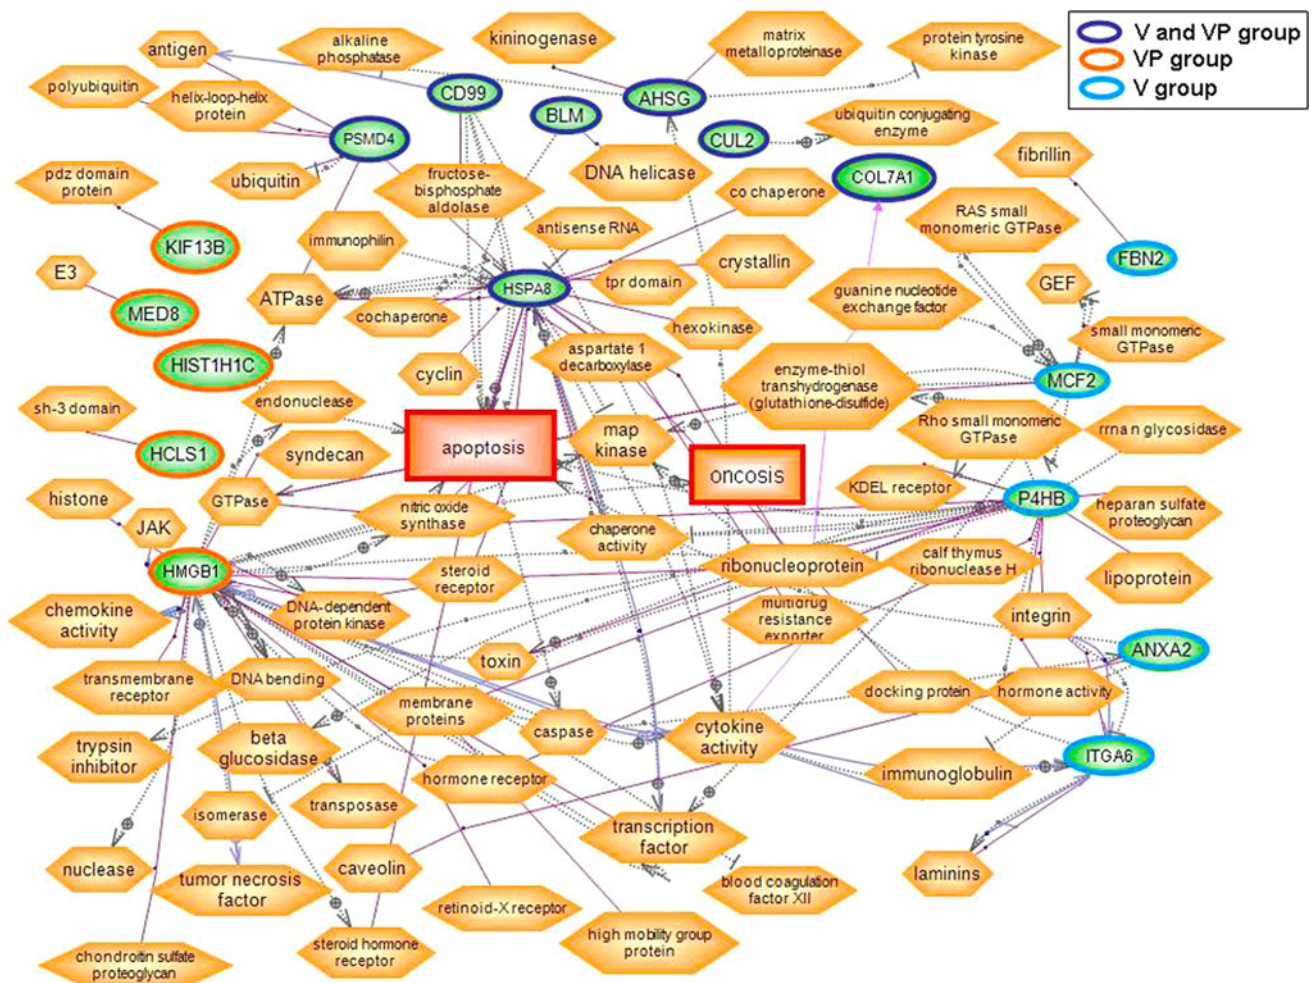 V and VP group
VP group
V group
antigen
alkaline
phosphatase
kininogenase
matrix
metalloproteinase
protein tyrosine
kinase
polyubiquitin
helix-loop-helix
protein
CD99
AHSG
BLM
CUL2
ubiquitin conjugating
enzyme
PSMD4
pdz domain
protein
ubiquitin
fructose-
bisphosphate
aldolase
DNA helicase
co chaperone
COL7A1
fibrillin
KIF13B
immunophilin
antisense RNA
RAS small
monomeric GTPase
FBN2
E3
ATPase
HSPA8
tpr domain
crystallin
guanine nucleotide
exchange factor
GEF
MED8
cochaperone
hexokinase
small monomeric
GTPase
HIST1H1C
cyclin
aspartate 1
decarboxylase
enzyme-thiol
transhydrogenase
(glutathione-disulfide)
MCF2
sh-3 domain
endonuclease
apoptosis
map
kinase
Rho small monomeric
GTPase
rrna n glycosidase
HCLS1
syndecan
oncosis
KDEL receptor
P4HB
histone
GTPase
nitric oxide
synthase
heparan sulfate
proteoglycan
JAK
chaperone
activity
HMGB1
steroid
receptor
ribonucleoprotein
calf thymus
ribonuclease H
lipoprotein
chemokine
activity
DNA-dependent
protein kinase
multidrug
resistance
exporter
integrin
toxin
ANXA2
transmembrane
receptor
DNA bending
membrane
proteins
docking protein
hormone activity
trypsin
inhibitor
beta
glucosidase
caspase
cytokine
activity
ITGA6
hormone receptor
immunoglobulin
isomerase
transposase
transcription
factor
nuclease
tumor necrosis
factor
caveolin
blood coagulation
factor XII
laminins
retinoid-X receptor
chondroitin sulfate
proteoglycan
steroid hormone
receptor
high mobility group
protein